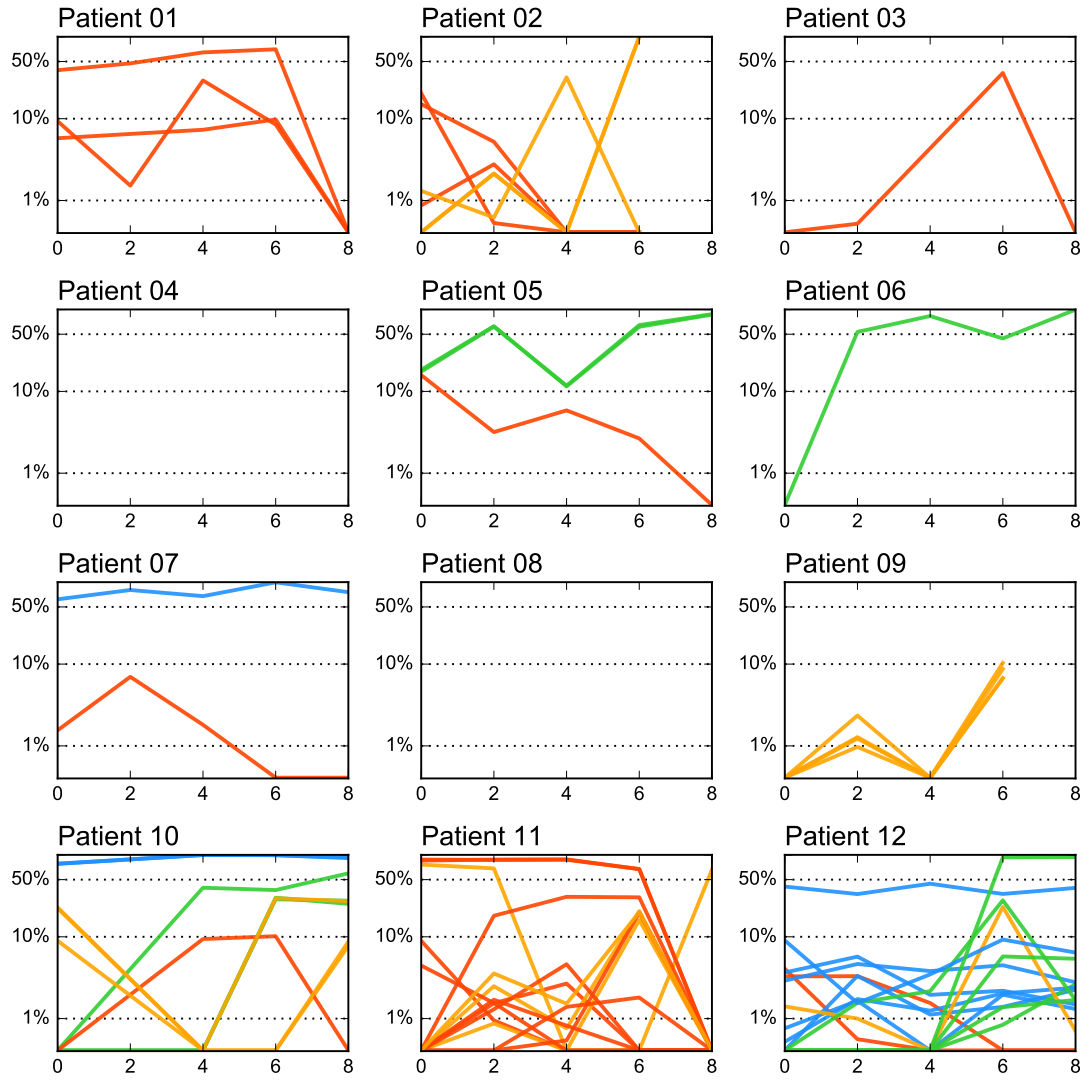 Patient 01 Patient 02 Patient 03
50% 50% 50%
10% 10% 10%
1% 1% 1%
0 2 4 6 8 0 2 4 6 8 0 2 4 6 8
Patient 04 Patient 05 Patient 06
50% 50% 50%
10% 10% 10%
1% 1% 1%
0 2 4 6 8 0 2 4 6 8 0 2 4 6 8
Patient 07 Patient 08 Patient 09
50% 50% 50%
10% 10% 10%
1% 1% 1%
0 2 4 6 8 0 2 4 6 8 0 2 4 6 8
Patient 10 Patient 11 Patient 12
50% 50% 50%
10% 10% 10%
1% 1% 1%
0 2 4 6 8 0 2 4 6 8 0 2 4 6 8